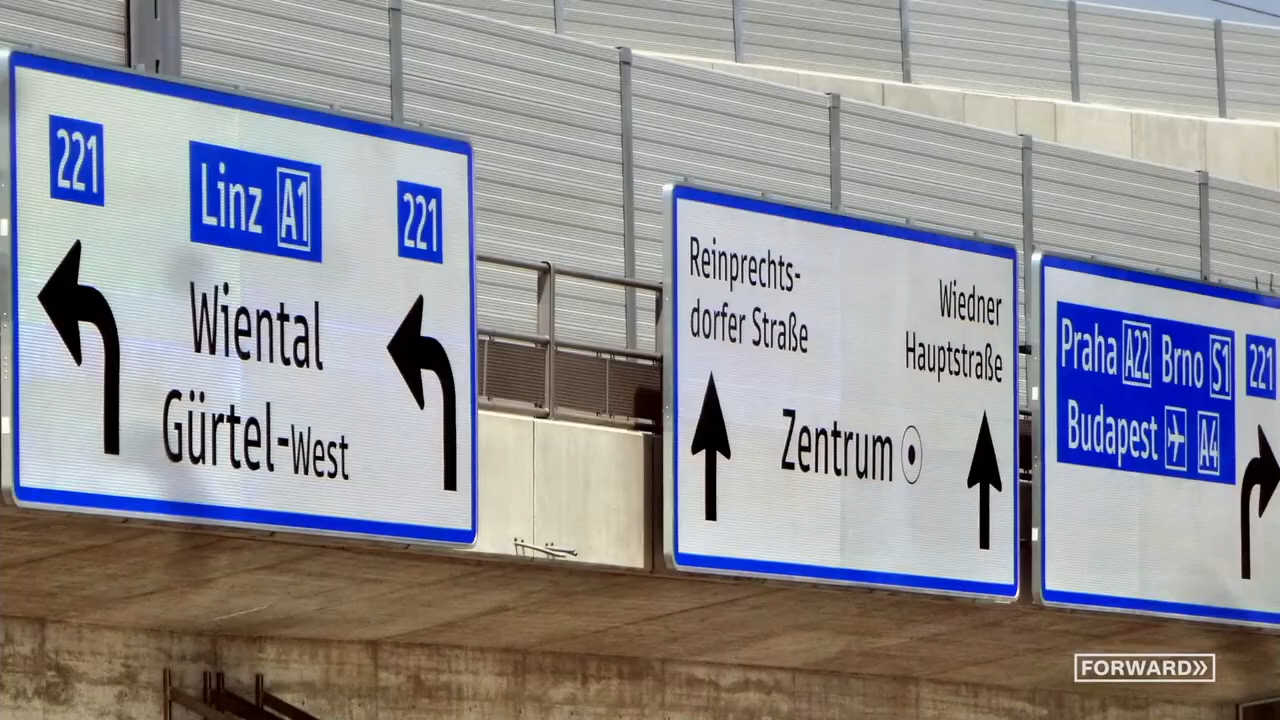 221
Linz A1
221
Wiental
Gürtel-West
Reinprechts-
dorfer Straße
Wiedner
Hauptstraße
Zentrum
Praha A22 Brno S1
Budapest A4
221
FORWARD»